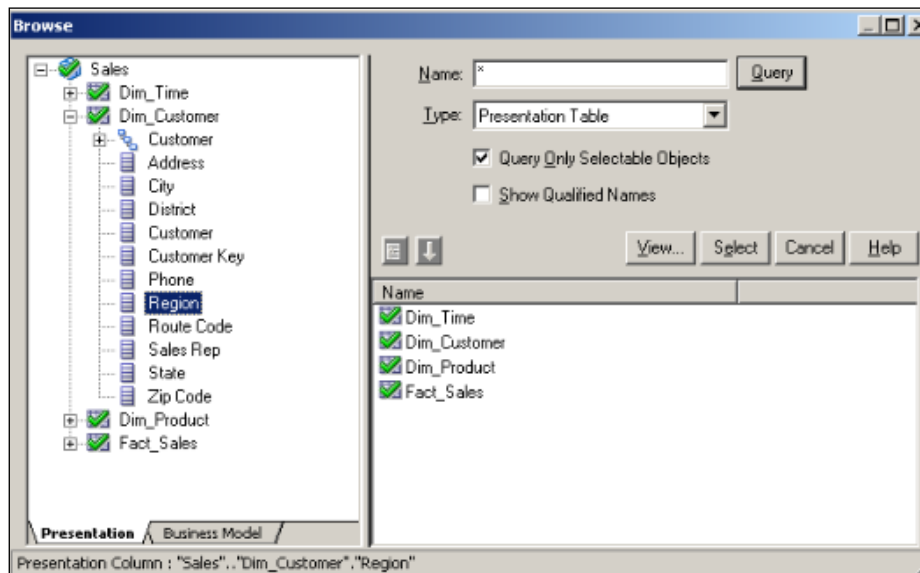 Browse
Sales
Dim_Time
Dim_Customer
Customer
Address
City
District
Customer
Customer Key
Phone
Region
Route Code
Sales Rep
State
Zip Code
Dim_Product
Fact_Sales
Presentation
Business Model
Name: *
Query
Type: Presentation Table
Query Only Selectable Objects
Show Qualified Names
View... Select Cancel Help
Name
Dim_Time
Dim_Customer
Dim_Product
Fact_Sales
Presentation Column : "Sales".."Dim_Customer"."Region"